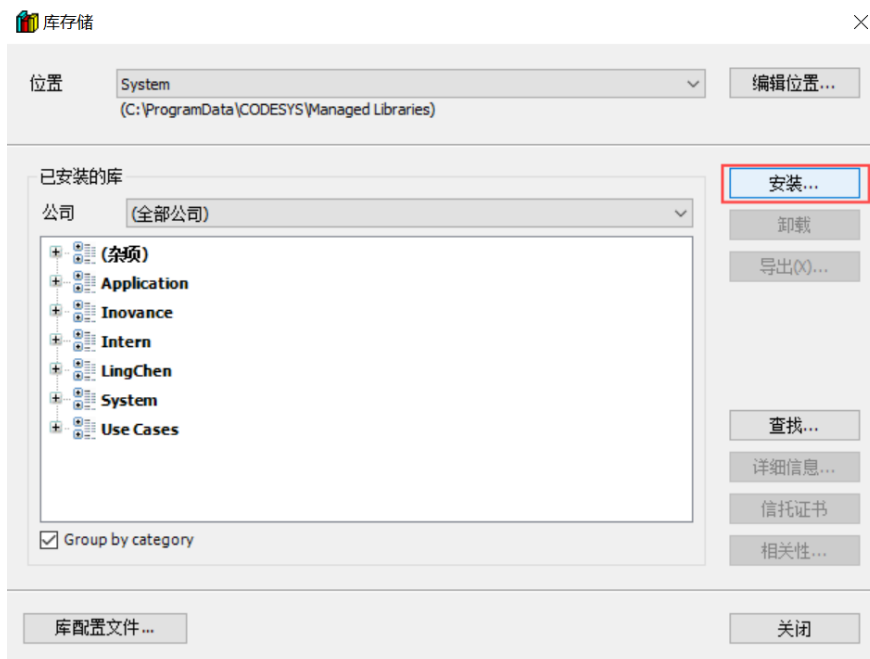 库存储
位置
System
编辑位置...
(C:\ProgramData\CODESYS\Managed Libraries)
已安装的库
安装...
公司
(全部公司)
卸载
(杂项)
导出(X)...
Application
Inovance
Intern
LingChen
System
Use Cases
查找...
详细信息...
信托证书
Group by category
相关性...
库配置文件...
关闭